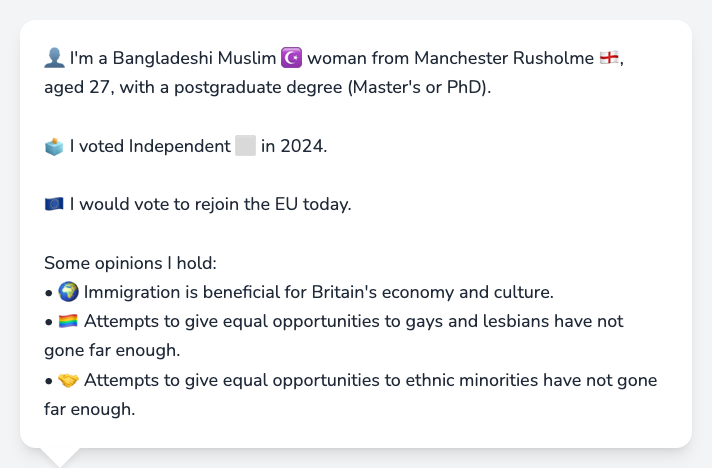 👤 I'm a Bangladeshi Muslim ☪️ woman from Manchester Rusholme 🏴󠁧󠁢󠁥󠁮󠁧󠁿,
aged 27, with a postgraduate degree (Master's or PhD).
🗳️ I voted Independent ⬜ in 2024.
🇪🇺 I would vote to rejoin the EU today.
Some opinions I hold:
• 🌍 Immigration is beneficial for Britain's economy and culture.
• 🏳️‍🌈 Attempts to give equal opportunities to gays and lesbians have not
gone far enough.
• 🤝 Attempts to give equal opportunities to ethnic minorities have not gone
far enough.